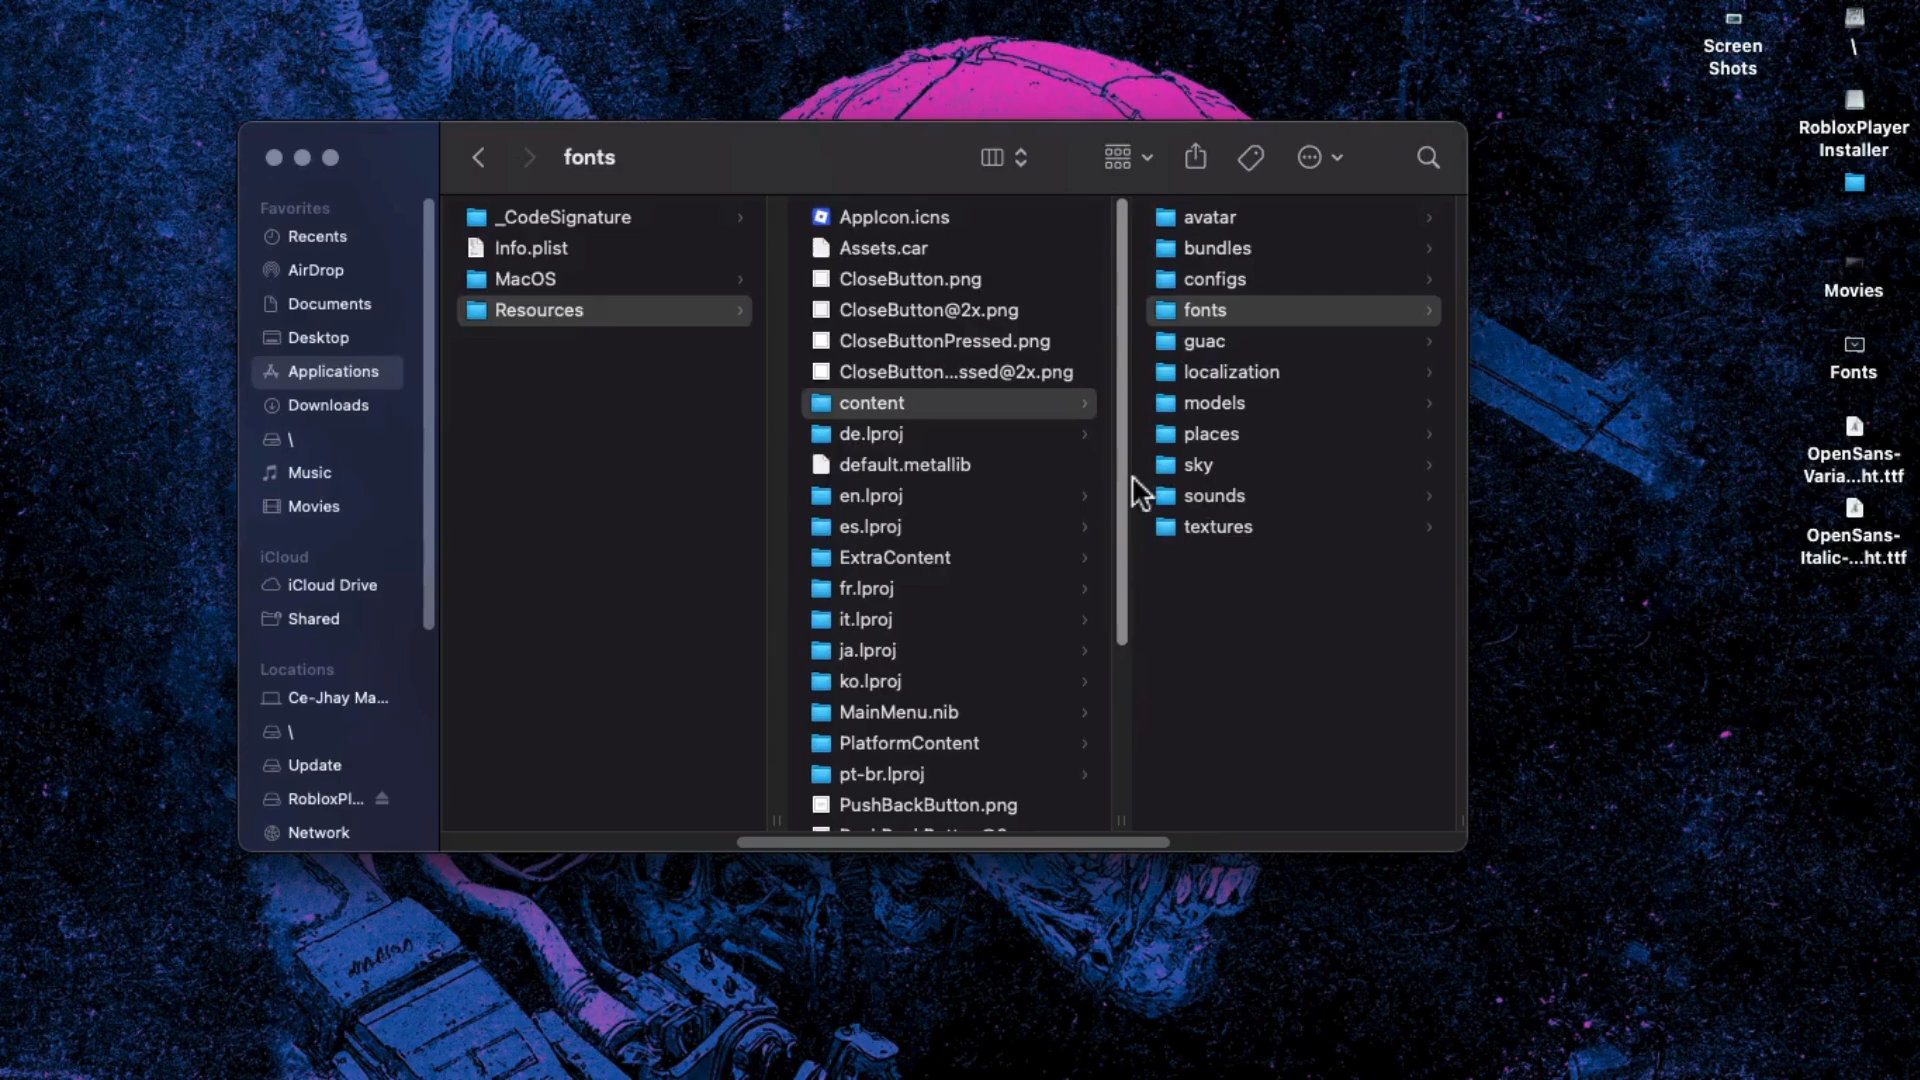 fonts
Favorites
Recents
AirDrop
Documents
Desktop
Applications
Downloads
\
Music
Movies
iCloud
iCloud Drive
Shared
Locations
Ce-Jhay Ma...
\
Update
RobloxPl...
Network
_CodeSignature
Info.plist
MacOS
Resources
AppIcon.icns
Assets.car
CloseButton.png
CloseButton@2x.png
CloseButtonPressed.png
CloseButton...ssed@2x.png
content
de.lproj
default.metallib
en.lproj
es.lproj
ExtraContent
fr.lproj
it.lproj
ja.lproj
ko.lproj
MainMenu.nib
PlatformContent
pt-br.lproj
PushBackButton.png
avatar
bundles
configs
fonts
guac
localization
models
places
sky
sounds
textures
Screen
Shots
\
RobloxPlayer
Installer
Movies
Fonts
OpenSans-
Varia...ht.ttf
OpenSans-
Italic-...ht.ttf